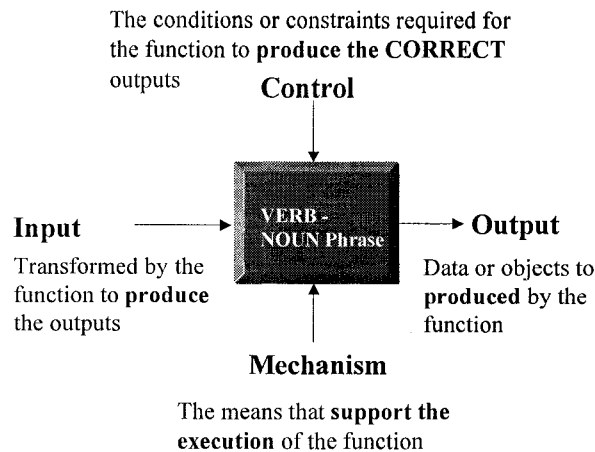 The conditions or constraints required for
the function to produce the CORRECT
outputs
Control
VERB -
NOUN Phrase
Input
Transformed by the
function to produce
the outputs
Output
Data or objects to
produced by the
function
Mechanism
The means that support the
execution of the function